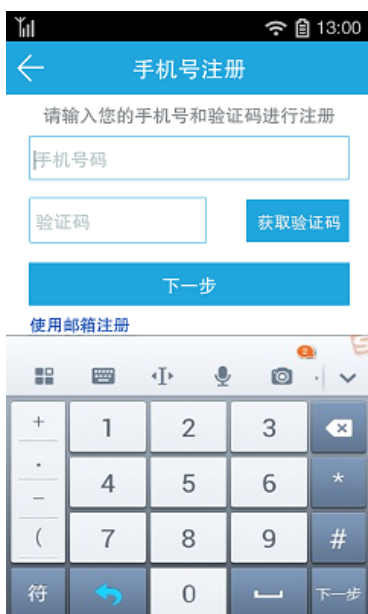 13:00
手机号注册
请输入您的手机号和验证码进行注册
手机号码
验证码
获取验证码
下一步
使用邮箱注册
2
+ 1 2 3
. 4 5 6 *
−
( 7 8 9 #
符 0 下一步